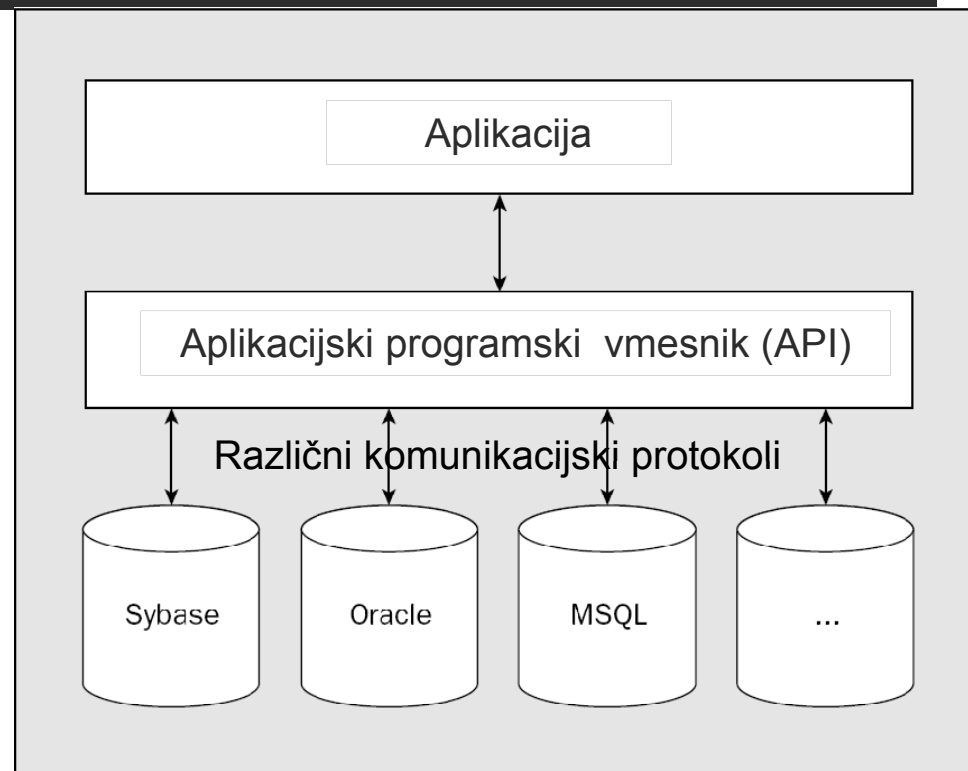 Aplikacija
Aplikacijski programski vmesnik (API)
Različni komunikacijski protokoli
Sybase
Oracle
MSQL
...